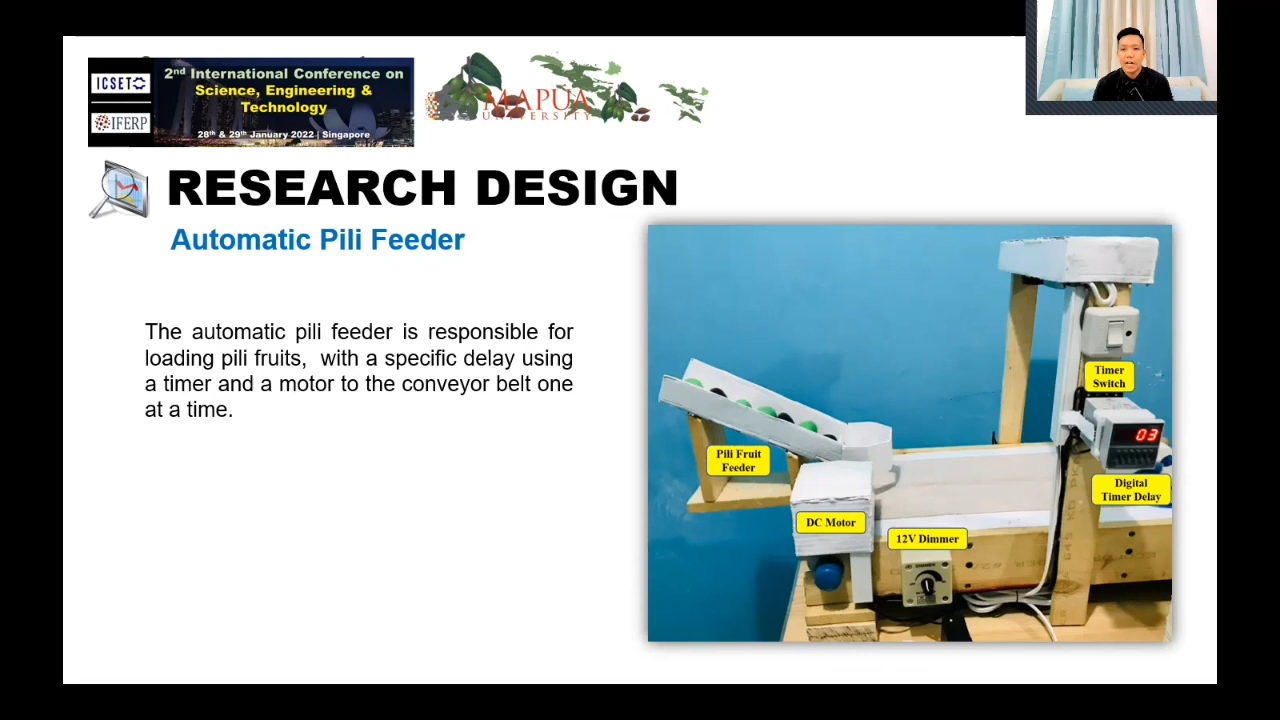 ICSET
IFERP
2nd International Conference on
Science, Engineering &
Technology
28th & 29th January 2022 | Singapore
MAPUA
UNIVERSITY
RESEARCH DESIGN
Automatic Pili Feeder
The automatic pili feeder is responsible for
loading pili fruits, with a specific delay using
a timer and a motor to the conveyor belt one
at a time.
Timer
Switch
03
Pili Fruit
Feeder
Digital
Timer Delay
DC Motor
12V Dimmer